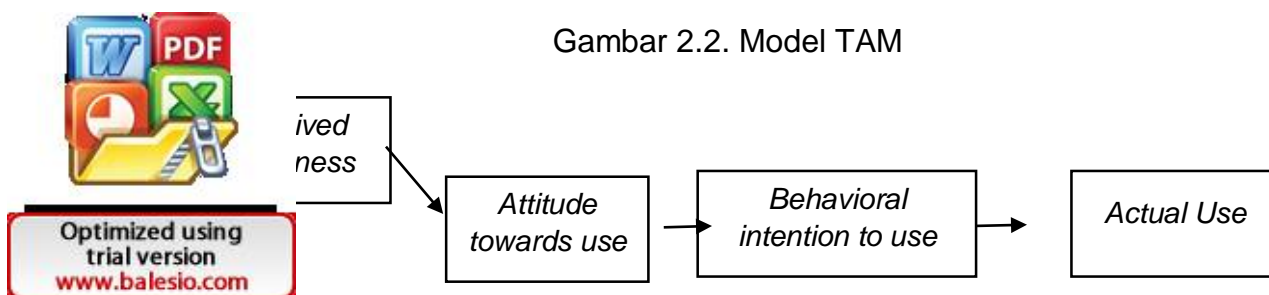 Gambar 2.2. Model TAM
W
PDF
X
ived
ness
Attitude
towards use
Behavioral
intention to use
Actual Use
Optimized using
trial version
www.balesio.com